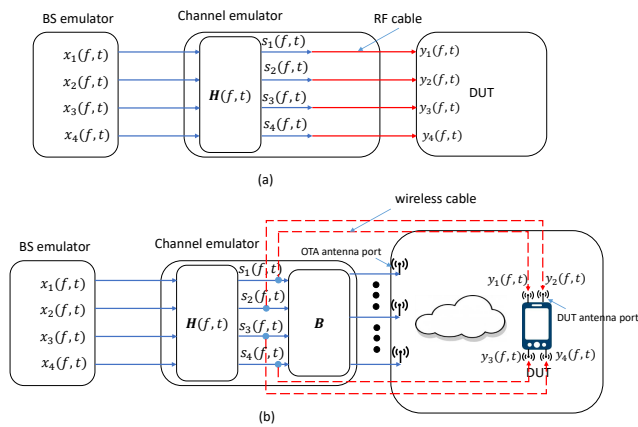 BS emulator
Channel emulator
RF cable
x₁(f,t)
x₂(f,t)
x₃(f,t)
x₄(f,t)
H(f,t)
s₁(f,t)
s₂(f,t)
s₃(f,t)
s₄(f,t)
y₁(f,t)
y₂(f,t)
y₃(f,t)
y₄(f,t)
DUT
(a)
wireless cable
BS emulator
Channel emulator
OTA antenna port
x₁(f,t)
x₂(f,t)
x₃(f,t)
x₄(f,t)
H(f,t)
s₁(f,t)
s₂(f,t)
s₃(f,t)
s₄(f,t)
B
y₁(f,t) y₂(f,t)
DUT antenna port
y₃(f,t) y₄(f,t)
DUT
(b)